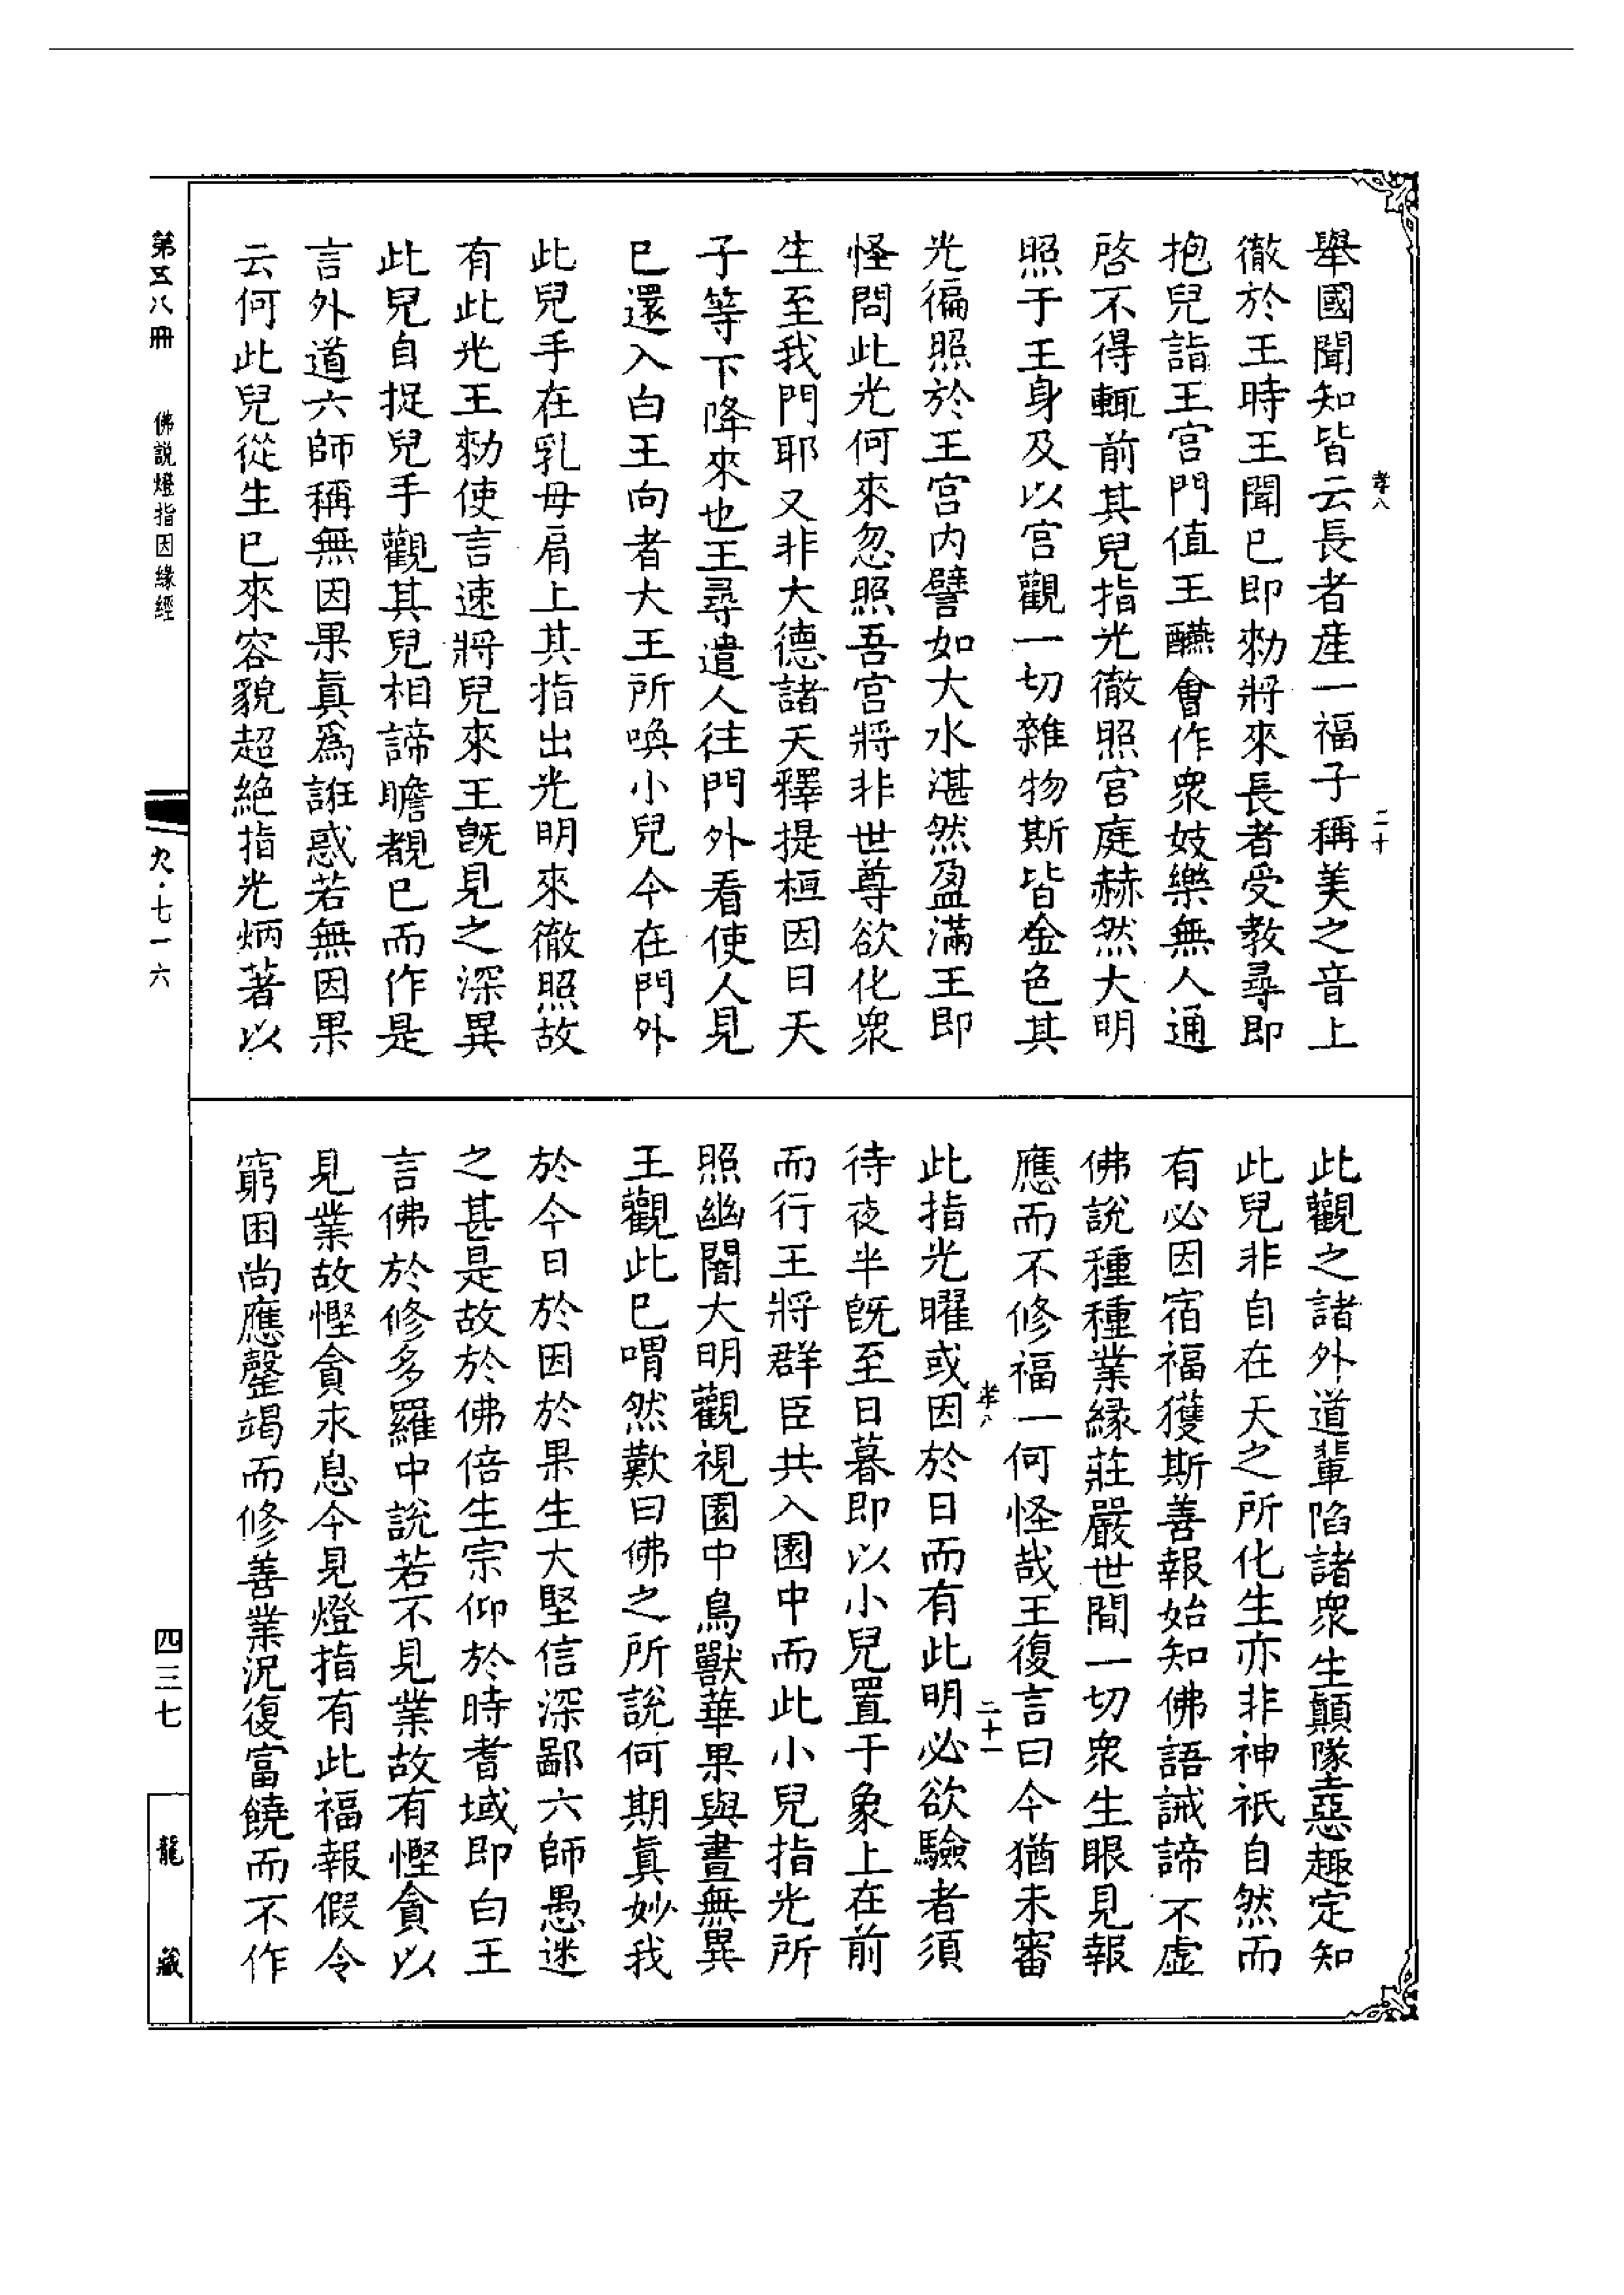 孝八
二十
舉國聞知皆云長者產一福子稱美之音上
徹於王時王聞已即勑將來長者受教尋即
抱兒詣王宮門值王醼會作眾妓樂無人通
啓不得輒前其兒指光徹照宮庭赫然大明
照于王身及以宮觀一切雜物斯皆金色其
光徧照於王宮內譬如大水湛然盈滿王即
怪問此光何來忽照吾宮將非世尊欲化眾
生至我門耶又非大德諸天釋提桓因日天
子等下降來也王尋遣人往門外看使人見
已還入白王向者大王所喚小兒今在門外
此兒手在乳母肩上其指出光明來徹照故
有此光王勑使言速將兒來王旣見之深異
此兒自捉兒手觀其兒相諦瞻覩已而作是
言外道六師稱無因果眞爲誑惑若無因果
云何此兒從生已來容貌超絕指光炳著以
此觀之諸外道輩陷諸眾生顛隊惡趣定知
此兒非自在天之所化生亦非神祇自然而
有必因宿福獲斯善報始知佛語誡諦不虛
佛說種種業緣莊嚴世間一切眾生眼見報
應而不修福一何怪哉王復言曰今猶未審
孝八
二十一
此指光曜或因於日而有此明必欲驗者須
待夜半旣至日暮即以小兒置于象上在前
而行王將群臣共入園中而此小兒指光所
照幽闇大明觀視園中鳥獸華果與晝無異
王觀此已喟然歎曰佛之所說何期眞妙我
於今日於因於果生大堅信深鄙六師愚迷
之甚是故於佛倍生宗仰於時耆域即白王
言佛於修多羅中說若不見業故有慳貪以
見業故慳貪永息今見燈指有此福報假令
窮困尚應罄竭而修善業況復富饒而不作
第五八冊
佛說燈指因緣經
九·七一六
四三七
龍藏